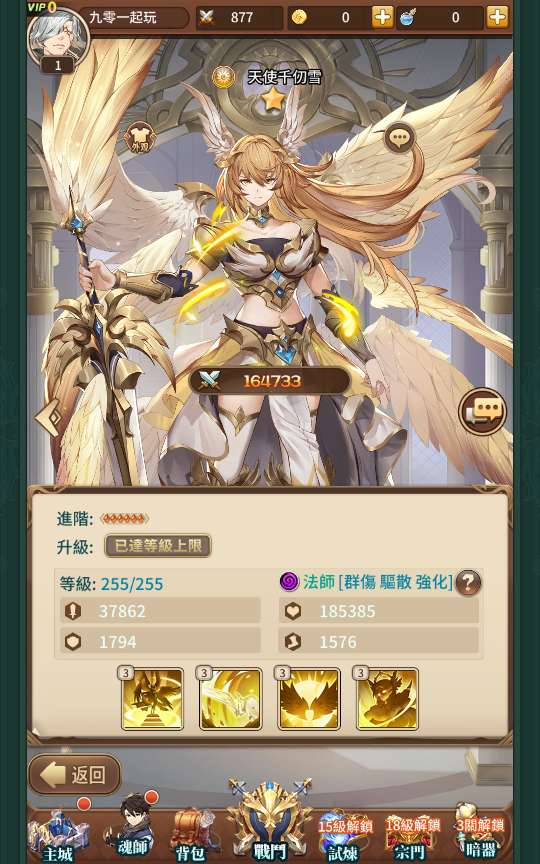 VIP 0
九零一起玩
877
0
0
1
天使千仞雪
外观
164733
進階:
升級: 已達等級上限
等級: 255/255
法師 [群傷 驅散 強化] ?
37862
185385
1794
1576
3
3
3
3
返回
15級解鎖
18級解鎖
3關解鎖
主城
魂師
背包
戰鬥
試煉
宗門
暗器